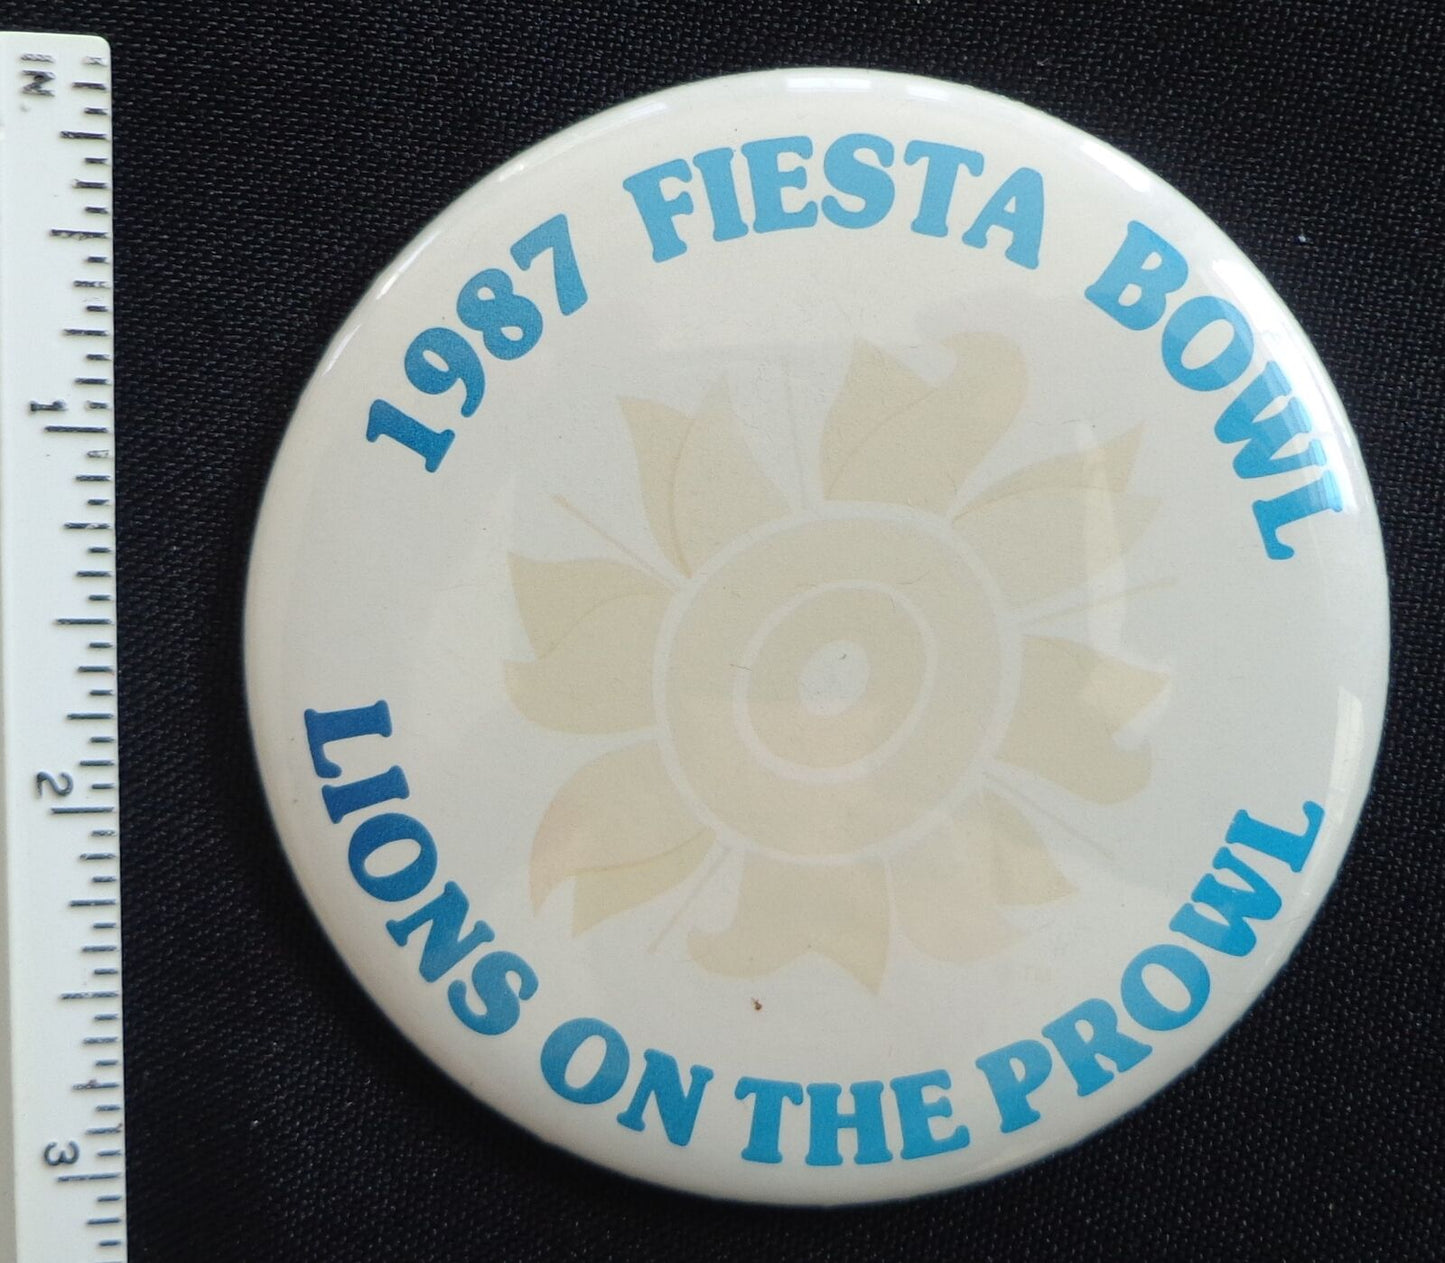 1987 FIESTA BOWL
LIONS ON THE PROWL
IN.
1
2
3